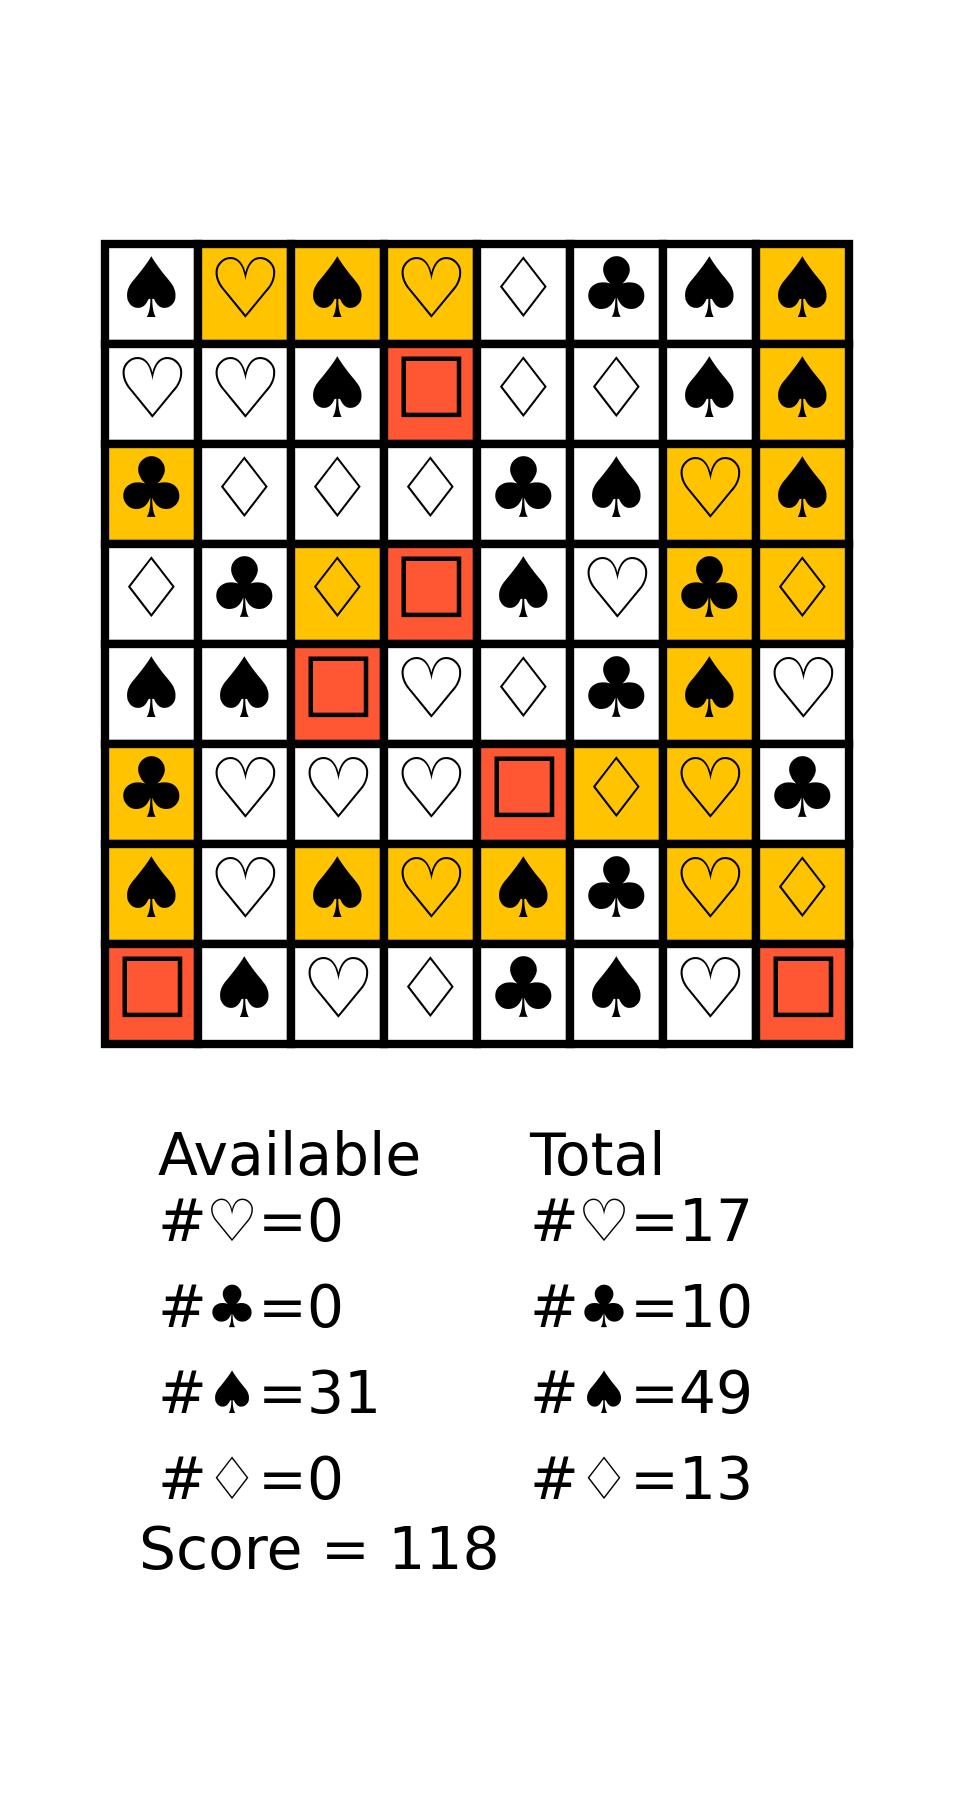 ♠ ♡ ♠ ♡ ♢ ♣ ♠ ♠
♡ ♡ ♠ □ ♢ ♢ ♠ ♠
♣ ♢ ♢ ♢ ♣ ♠ ♡ ♠
♢ ♣ ♢ □ ♠ ♡ ♣ ♢
♠ ♠ □ ♡ ♢ ♣ ♠ ♡
♣ ♡ ♡ ♡ □ ♢ ♡ ♣
♠ ♡ ♠ ♡ ♠ ♣ ♡ ♢
□ ♠ ♡ ♢ ♣ ♠ ♡ □
Available Total
#♡=0 #♡=17
#♣=0 #♣=10
#♠=31 #♠=49
#♢=0 #♢=13
Score = 118